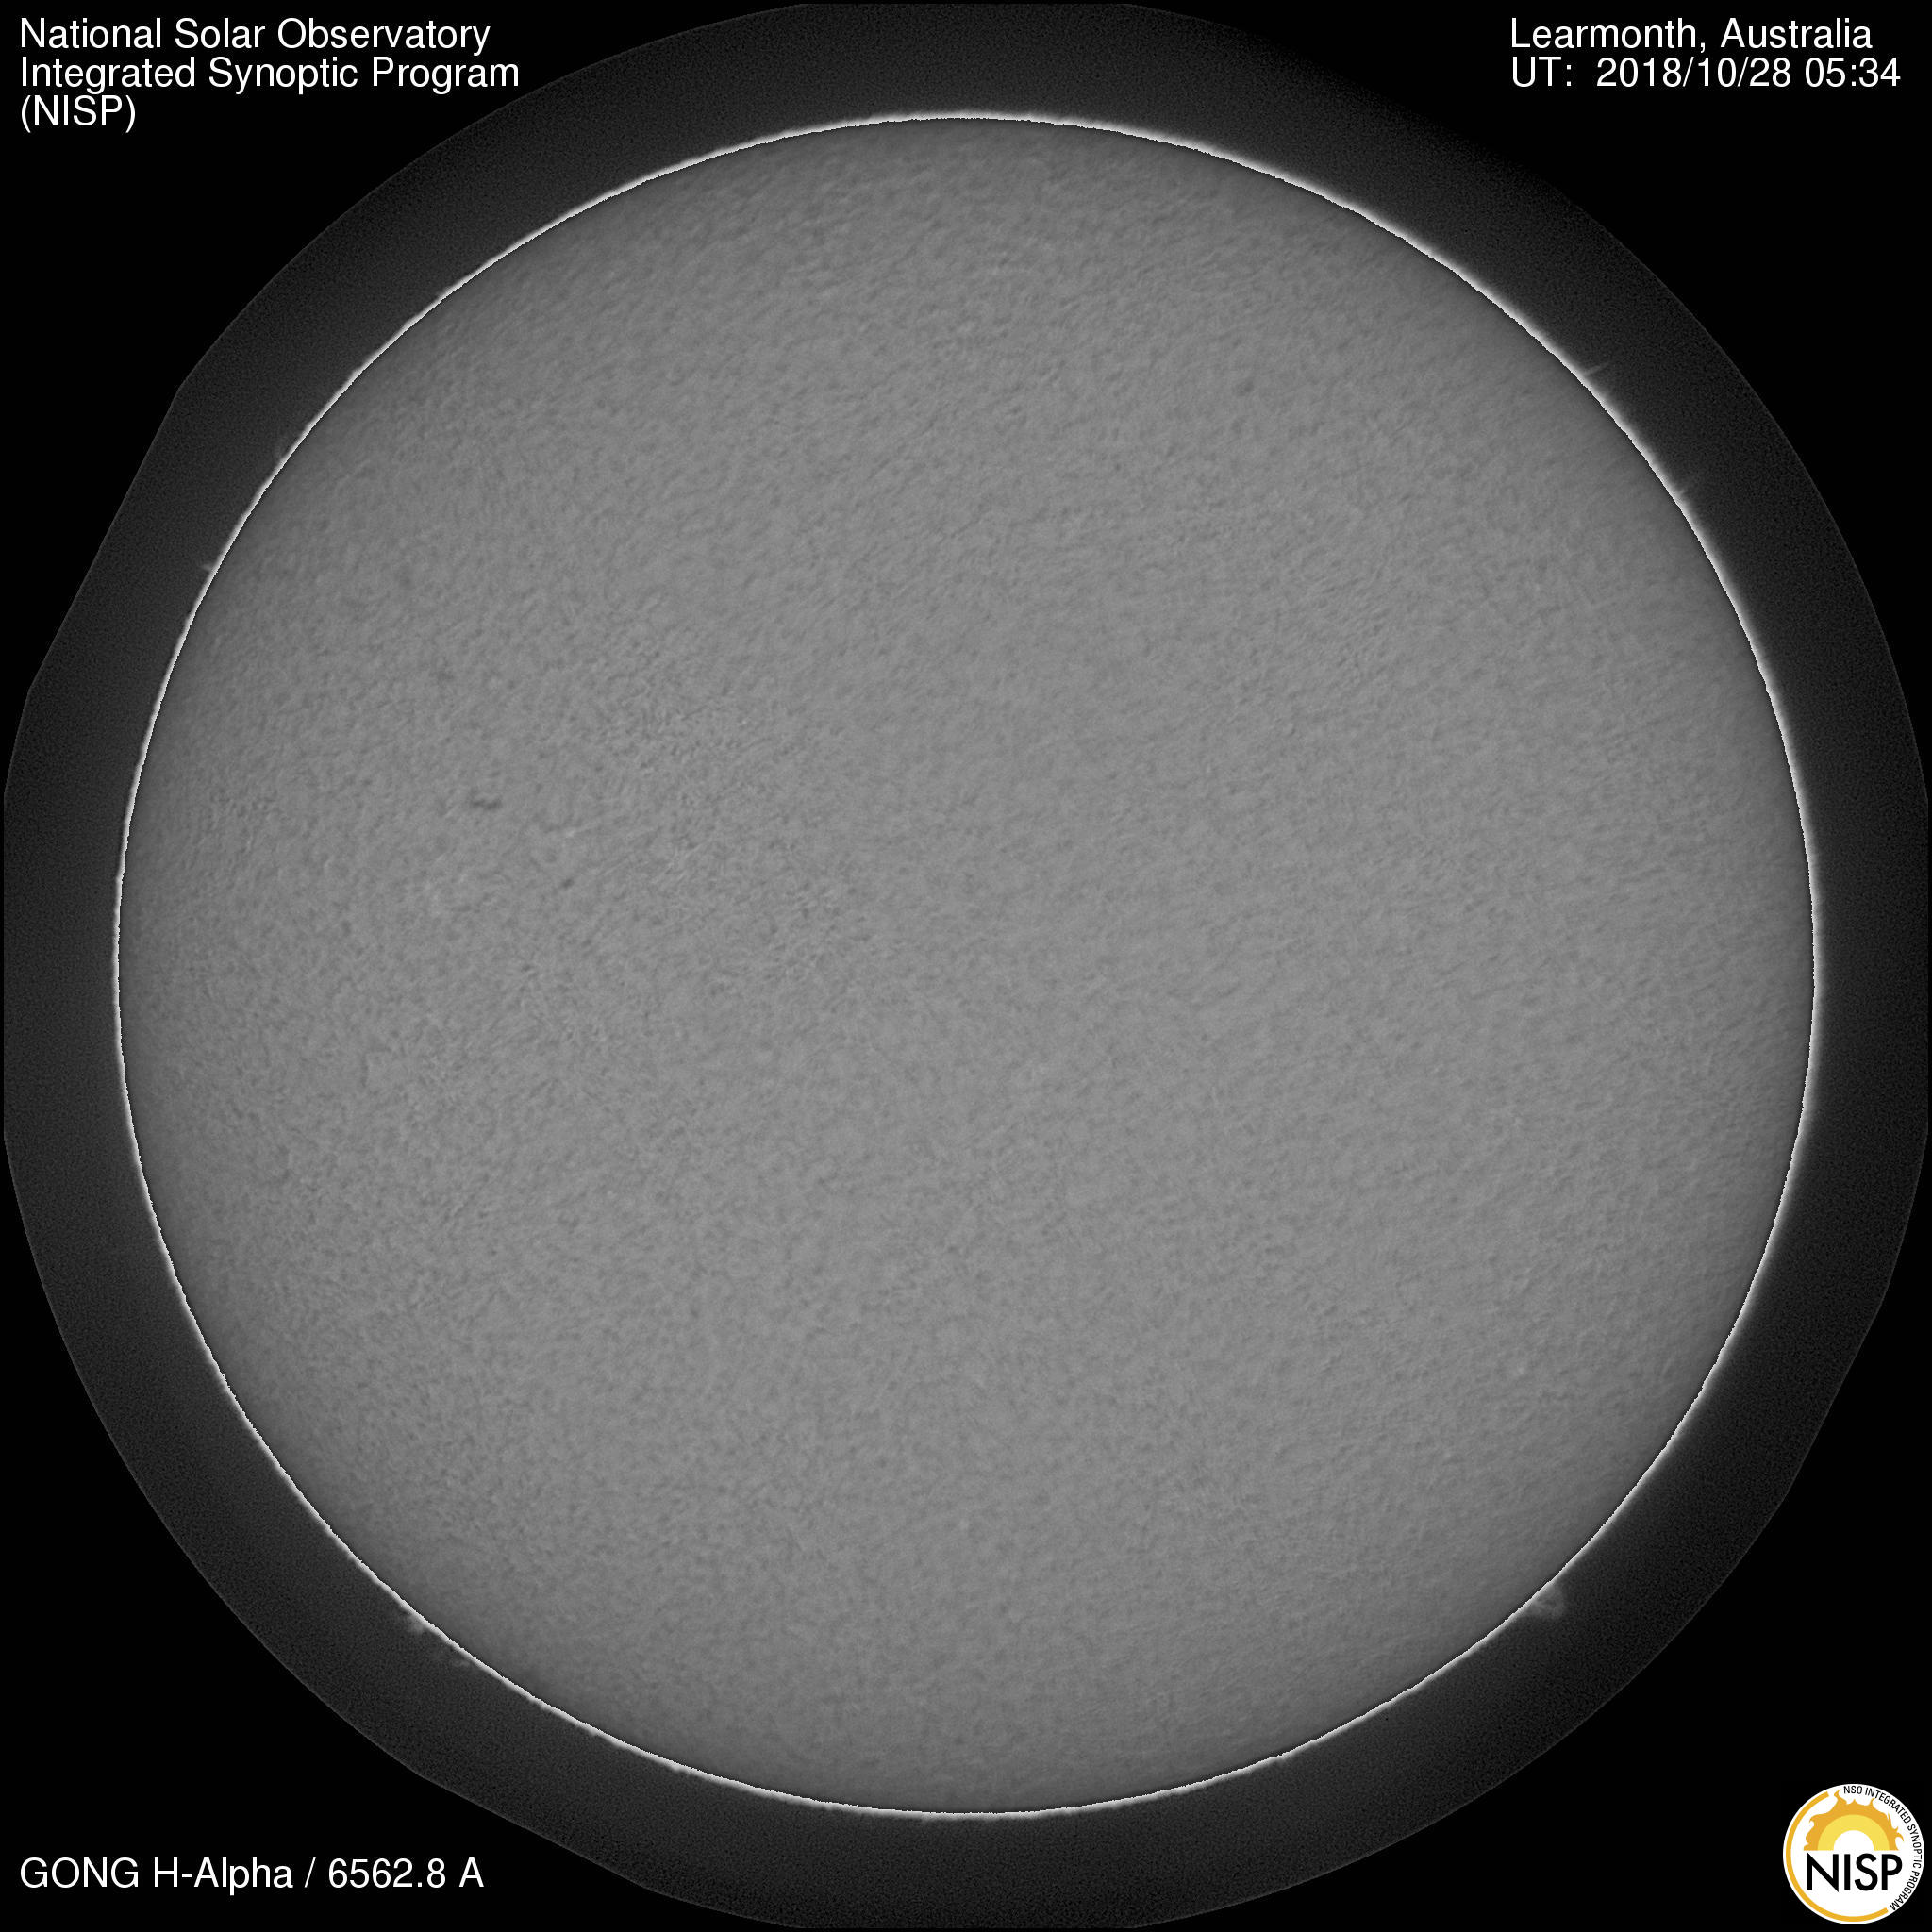 National Solar Observatory
Integrated Synoptic Program
(NISP)
Learmonth, Australia
UT: 2018/10/28 05:34
GONG H-Alpha / 6562.8 A
NSO INTEGRATED SYNOPTIC PROGRAM
NISP